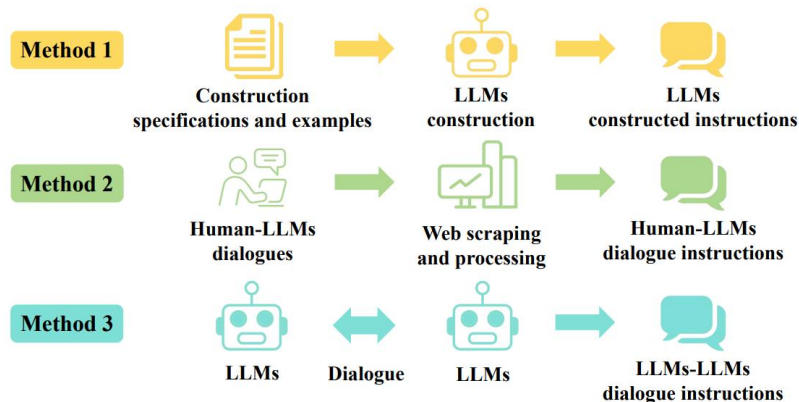 Method 1
Construction
specifications and examples
LLMs
construction
LLMs
constructed instructions
Method 2
Human-LLMs
dialogues
Web scraping
and processing
Human-LLMs
dialogue instructions
Method 3
LLMs
Dialogue
LLMs
LLMs-LLMs
dialogue instructions